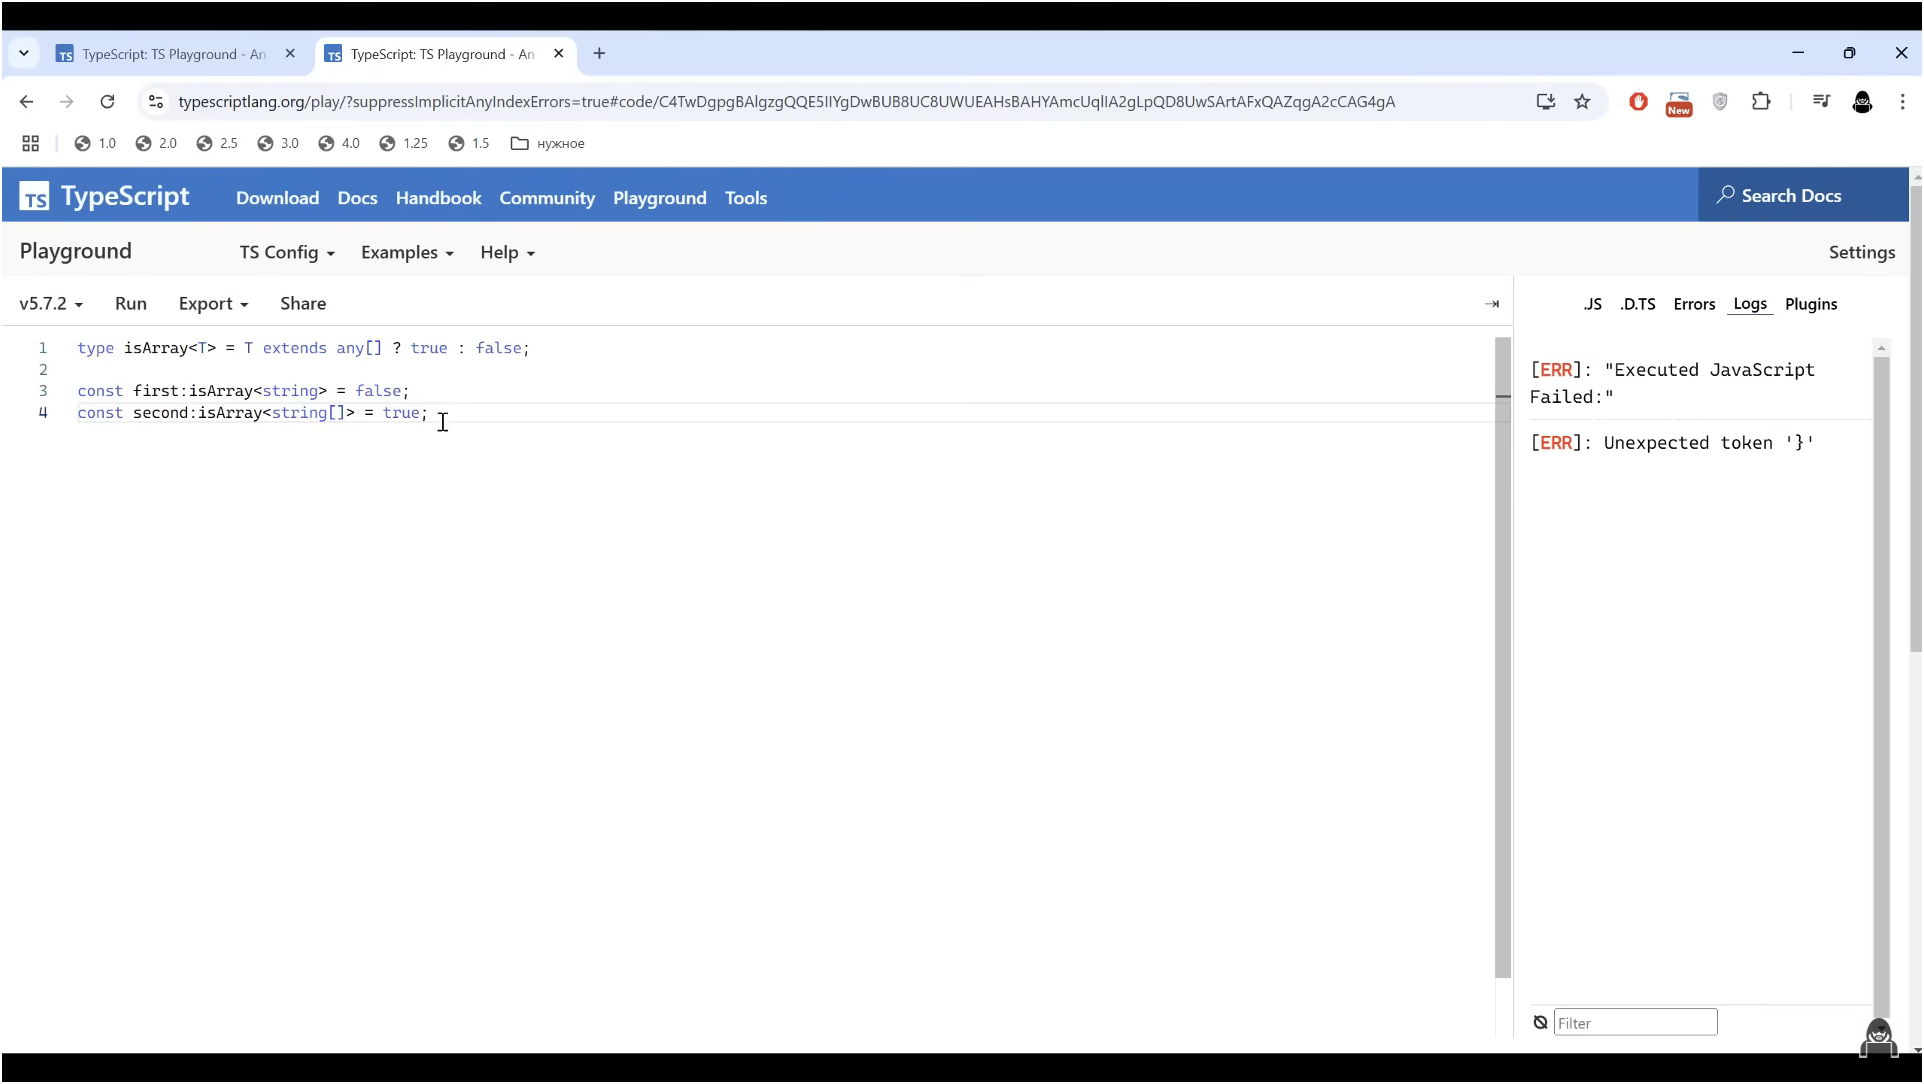 TypeScript: TS Playground - An
TypeScript: TS Playground - An
typescriptlang.org/play/?suppressImplicitAnyIndexErrors=true#code/C4TwDgpgBAlgzgQQE5IIYgDwBUB8UC8UWUEAHsBAHYAmcUqlIA2gLpQD8UwSArtAFxQAZqgA2cCAG4gA
New
1.0
2.0
2.5
3.0
4.0
1.25
1.5
нужное
TS TypeScript
Download
Docs
Handbook
Community
Playground
Tools
Search Docs
Playground
TS Config
Examples
Help
Settings
v5.7.2
Run
Export
Share
.JS
.D.TS
Errors
Logs
Plugins
1 type isArray<T> = T extends any[] ? true : false;
2
3 const first:isArray<string> = false;
4 const second:isArray<string[]> = true;
[ERR]: "Executed JavaScript
Failed:"
[ERR]: Unexpected token '}'
Filter